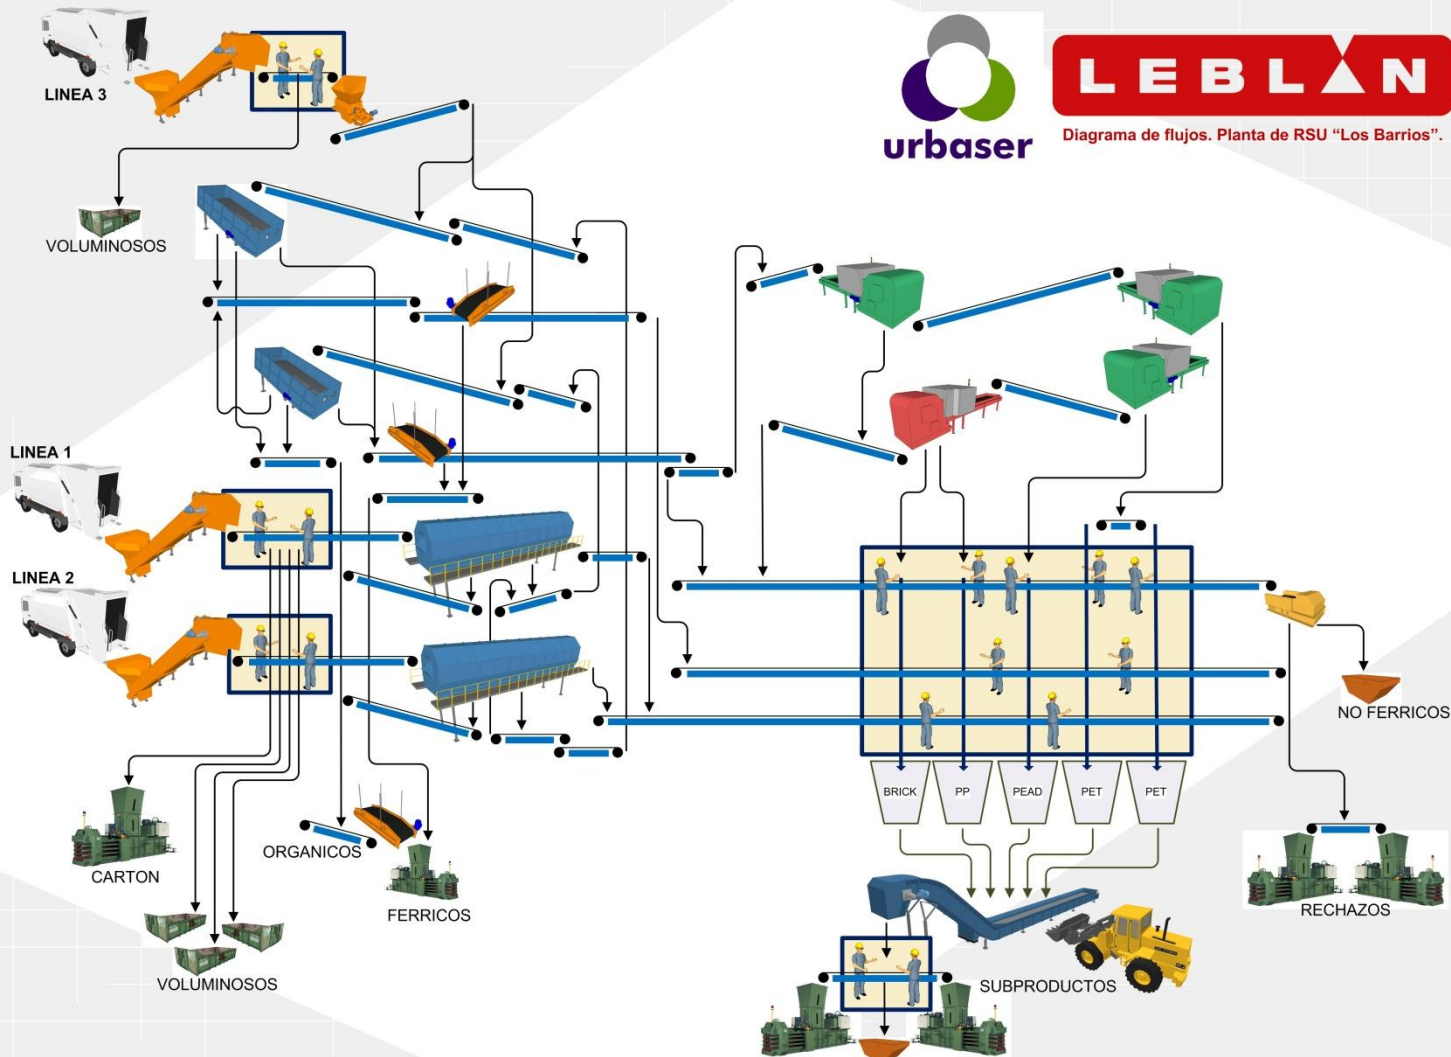 LINEA 3
urbaser
LEBLAN
Diagrama de flujos. Planta de RSU “Los Barrios”.
VOLUMINOSOS
LINEA 1
LINEA 2
NO FERRICOS
BRICK
PP
PEAD
PET
PET
ORGANICOS
CARTON
FERRICOS
RECHAZOS
VOLUMINOSOS
SUBPRODUCTOS